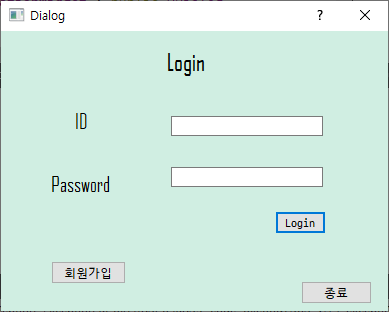 Dialog
Login
ID
Password
Login
회원가입
종료